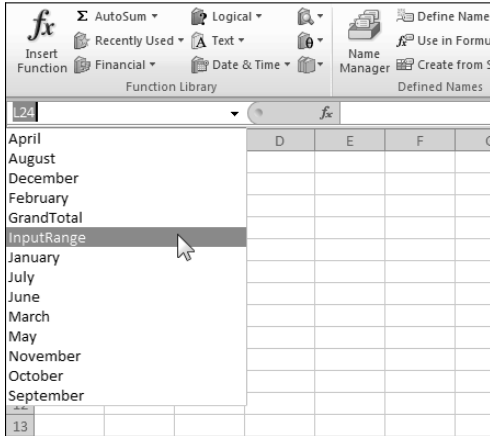 fx Σ AutoSum Logical Define Name
Insert Function Recently Used A Text θ Name Manager fx Use in Formu
Financial Date & Time Create from S
Function Library Defined Names
L24 fx
D E F
April
August
December
February
GrandTotal
InputRange
January
July
June
March
May
November
October
September
12
13